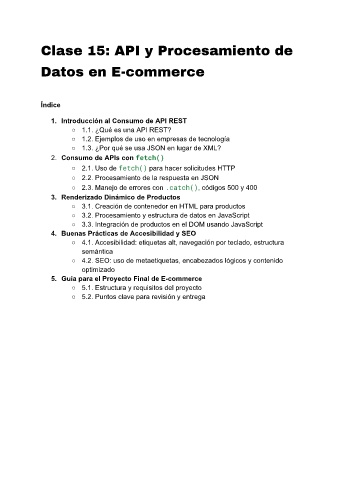 Clase 15: API y Procesamiento de
Datos en E-commerce
Índice
1. Introducción al Consumo de API REST
○ 1.1. ¿Qué es una API REST?
○ 1.2. Ejemplos de uso en empresas de tecnología
○ 1.3. ¿Por qué se usa JSON en lugar de XML?
2. Consumo de APIs con fetch()
○ 2.1. Uso de fetch() para hacer solicitudes HTTP
○ 2.2. Procesamiento de la respuesta en JSON
○ 2.3. Manejo de errores con .catch(), códigos 500 y 400
3. Renderizado Dinámico de Productos
○ 3.1. Creación de contenedor en HTML para productos
○ 3.2. Procesamiento y estructura de datos en JavaScript
○ 3.3. Integración de productos en el DOM usando JavaScript
4. Buenas Prácticas de Accesibilidad y SEO
○ 4.1. Accesibilidad: etiquetas alt, navegación por teclado, estructura
semántica
○ 4.2. SEO: uso de metaetiquetas, encabezados lógicos y contenido
optimizado
5. Guía para el Proyecto Final de E-commerce
○ 5.1. Estructura y requisitos del proyecto
○ 5.2. Puntos clave para revisión y entrega